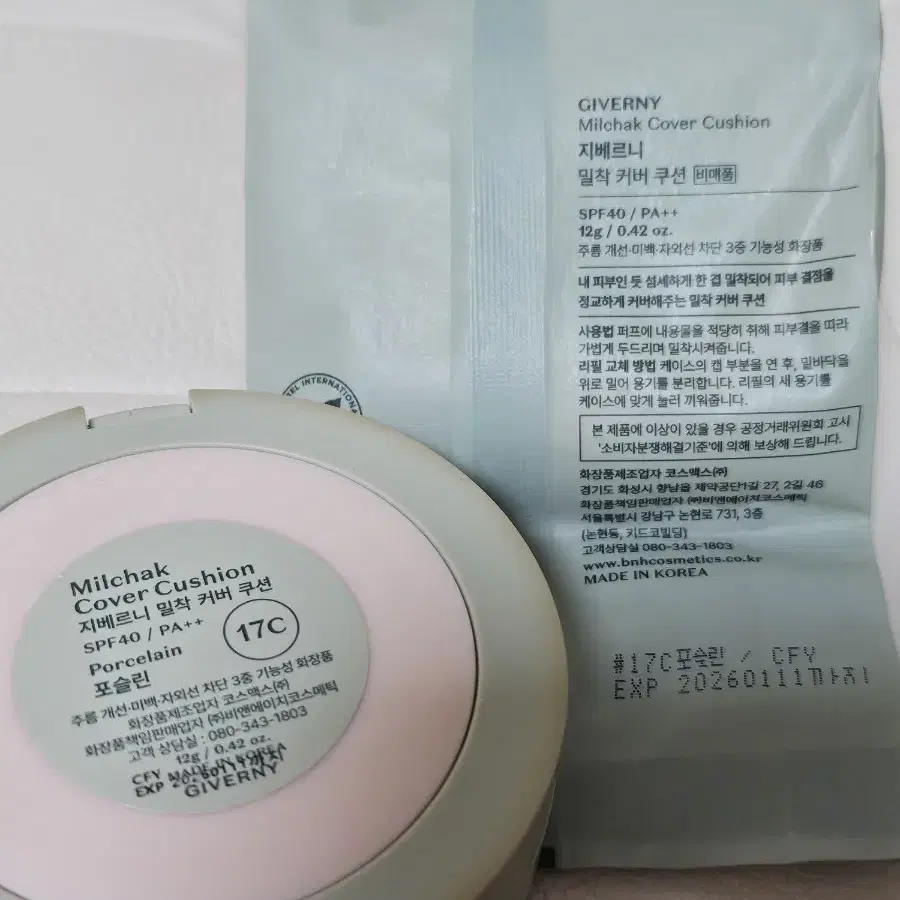 GIVERNY
Milchak Cover Cushion
지베르니
밀착 커버 쿠션 비매품
SPF40 / PA++
12g / 0.42 oz.
주름 개선·미백·자외선 차단 3중 기능성 화장품
내 피부인 듯 섬세하게 한 겹 밀착되어 피부 결점을
정교하게 커버해주는 밀착 커버 쿠션
사용법 퍼프에 내용물을 적당히 취해 피부결을 따라
가볍게 두드리며 밀착시켜줍니다.
리필 교체 방법 케이스의 캡 부분을 연 후, 밑바닥을
위로 밀어 용기를 분리합니다. 리필의 새 용기를
케이스에 맞게 눌러 끼워줍니다.
본 제품에 이상이 있을 경우 공정거래위원회 고시
'소비자분쟁해결기준'에 의해 보상해 드립니다.
화장품제조업자 코스맥스(주)
경기도 화성시 향남읍 제약공단1길 27, 2길 46
화장품책임판매업자 (주)비앤에이치코스메틱
서울특별시 강남구 논현로 731, 3층
(논현동, 키드코빌딩)
고객상담실 080-343-1803
www.bnhcosmetics.co.kr
MADE IN KOREA
#17C포슬린 / CFY
EXP 20260111까지
INTERNATIONA
Milchak
Cover Cushion
지베르니 밀착 커버 쿠션
SPF40 / PA++
17C
Porcelain
포슬린
주름 개선·미백·자외선 차단 3중 기능성 화장품
화장품제조업자 코스맥스(주)
화장품책임판매업자 (주)비앤에이치코스메틱
고객 상담실 : 080-343-1803
12g / 0.42 oz.
CFY MADE IN KOREA
EXP 20260111까지
GIVERNY